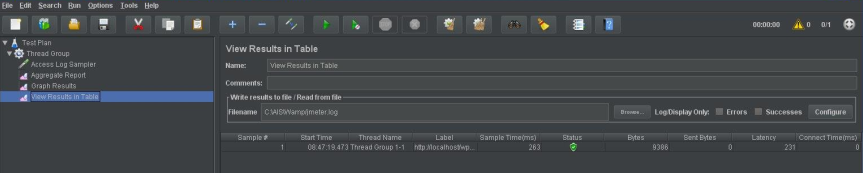 File Edit Search Run Options Tools Help
00:00:00 0 0/1
Test Plan
Thread Group
Access Log Sampler
Aggregate Report
Graph Results
View Results in Table
View Results in Table
Name: View Results in Table
Comments:
Write results to file / Read from file
Filename Browse... Log/Display Only: Errors Successes Configure
Sample # Start Time Thread Name Label Sample Time(ms) Status Bytes Sent Bytes Latency Connect Time(ms)
1 08:47:19.473 Thread Group 1-1 http://localhost/wp... 263 9386 0 231 0